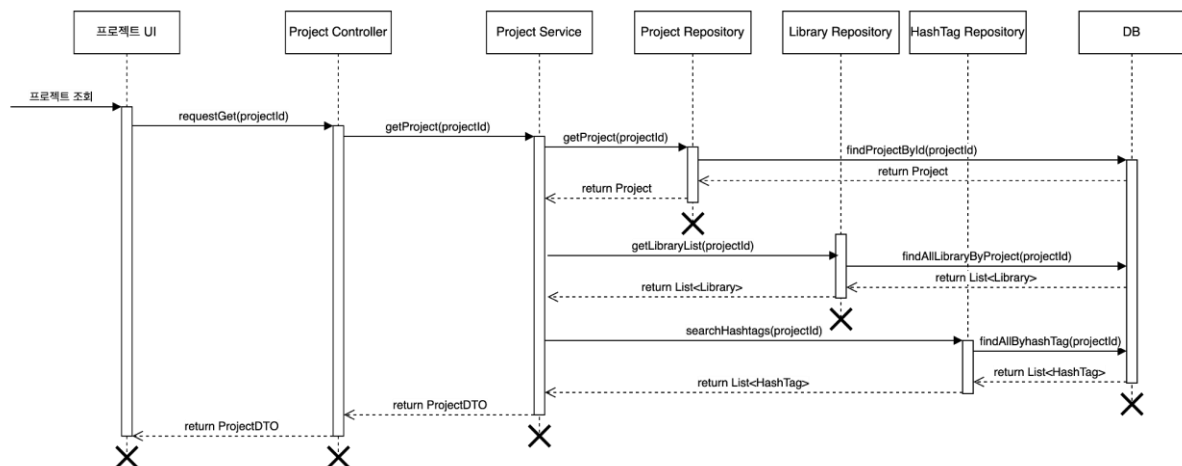 프로젝트 UI
Project Controller
Project Service
Project Repository
Library Repository
HashTag Repository
DB
프로젝트 조회
requestGet(projectId)
getProject(projectId)
getProject(projectId)
findProjectById(projectId)
return Project
return Project
getLibraryList(projectId)
findAllLibraryByProject(projectId)
return List<Library>
return List<Library>
searchHashtags(projectId)
findAllByhashTag(projectId)
return List<HashTag>
return List<HashTag>
return ProjectDTO
return ProjectDTO